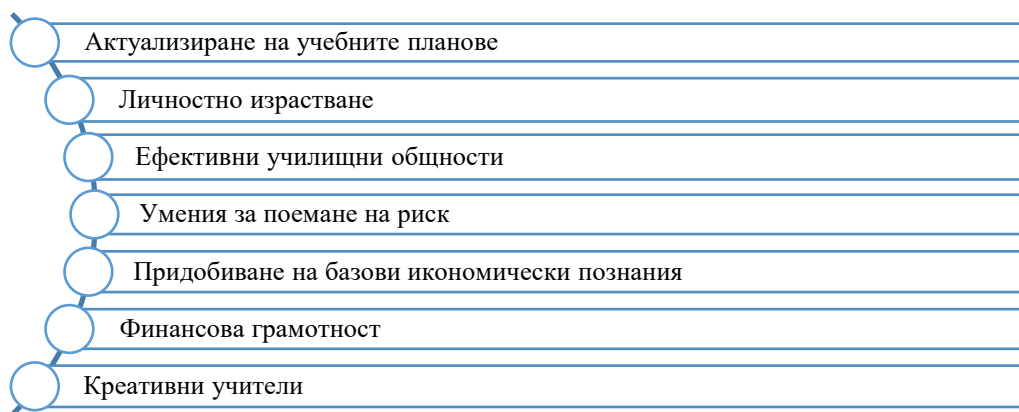 Актуализиране на учебните планове
Личностно израстване
Ефективни училищни общности
Умения за поемане на риск
Придобиване на базови икономически познания
Финансова грамотност
Креативни учители